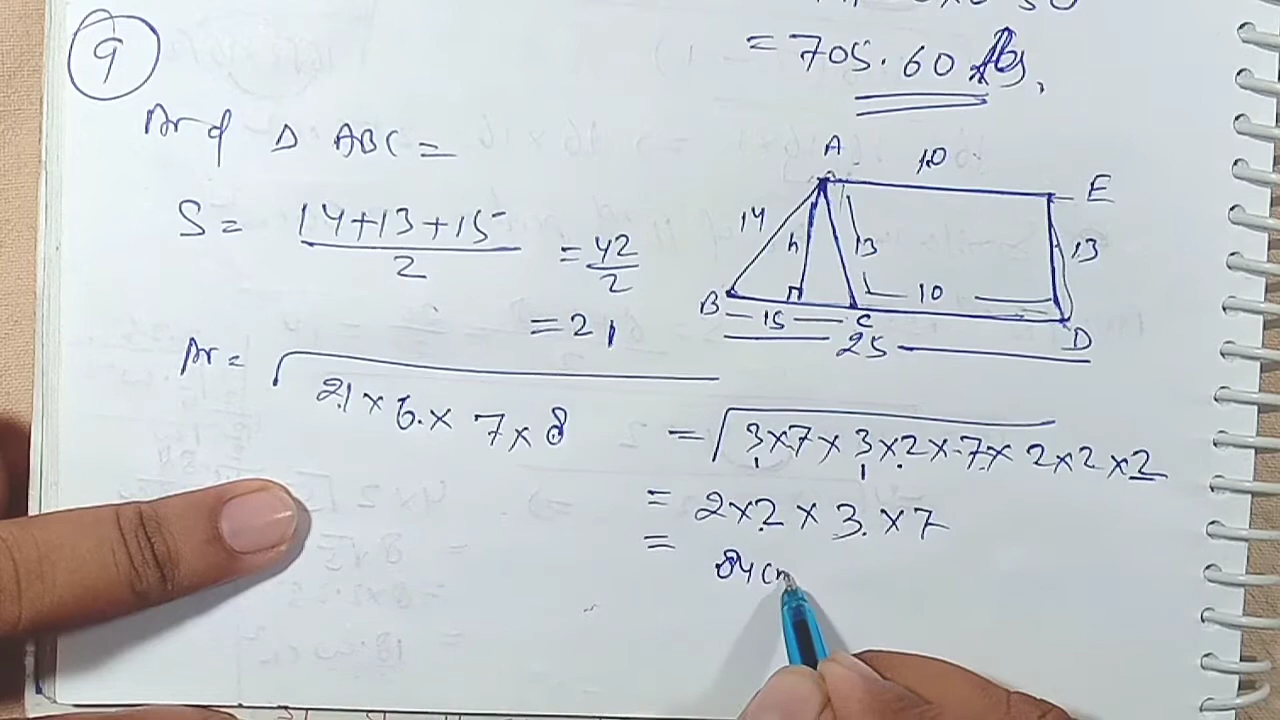 = 705.60 Rs,
9
Ar of Δ ABC =
S = 14+13+15 / 2 = 42 / 2
= 21
A
10
E
14
h
13
13
10
B
15
C
D
25
Ar = √21 × 6 × 7 × 8 = √3×7×3×2×7×2×2×2
= 2×2×3×7
= 84 cm